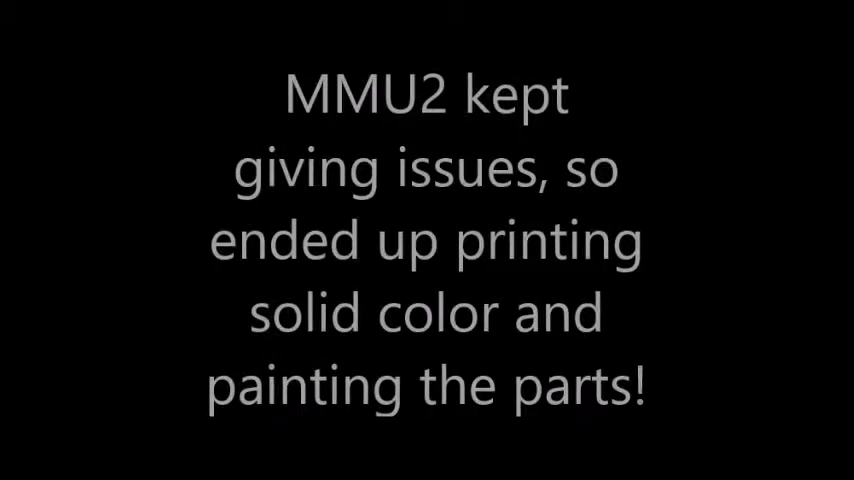 MMU2 kept
giving issues, so
ended up printing
solid color and
painting the parts!